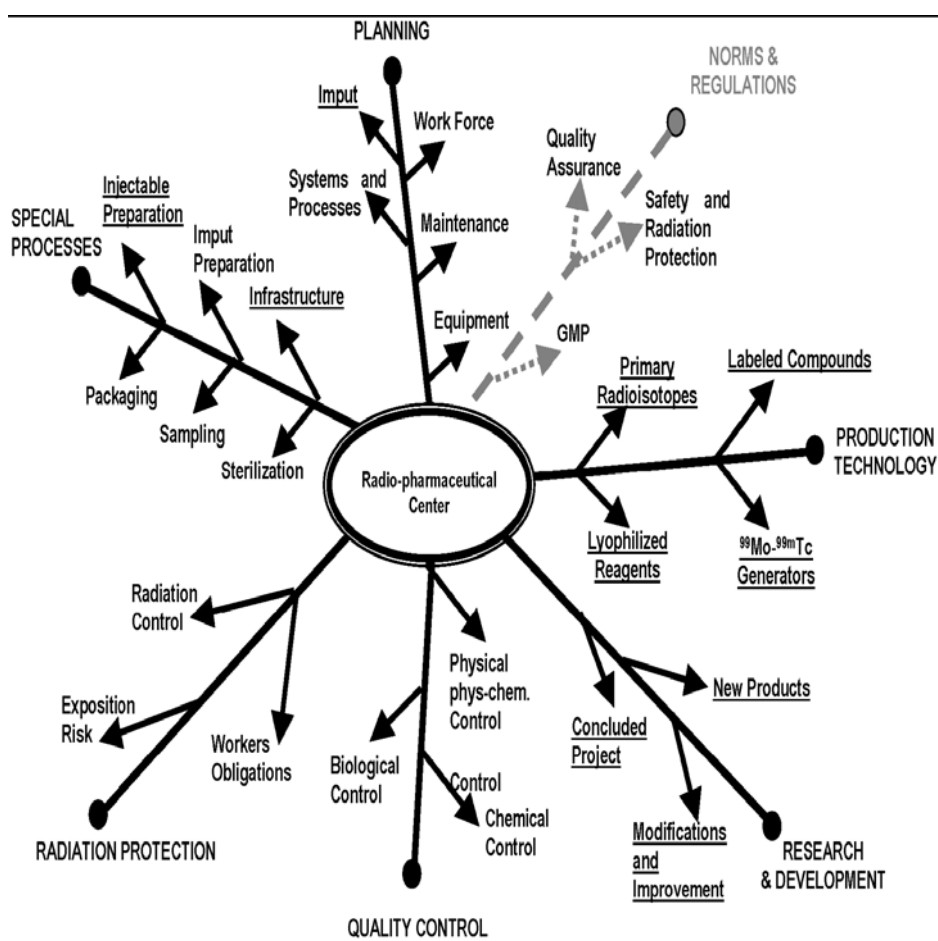 PLANNING
Imput
Work Force
Systems and
Processes
Maintenance
Equipment
NORMS &
REGULATIONS
Quality
Assurance
Safety and
Radiation
Protection
GMP
SPECIAL
PROCESSES
Injectable
Preparation
Imput
Preparation
Infrastructure
Packaging
Sampling
Sterilization
Radio-pharmaceutical
Center
Primary
Radioisotopes
Labeled Compounds
PRODUCTION
TECHNOLOGY
Lyophilized
Reagents
⁹⁹Mo-⁹⁹ᵐTc
Generators
Radiation
Control
Exposition
Risk
Workers
Obligations
RADIATION PROTECTION
Physical
phys-chem.
Control
Biological
Control
Control
Chemical
Control
QUALITY CONTROL
Concluded
Project
New Products
Modifications
and
Improvement
RESEARCH
& DEVELOPMENT